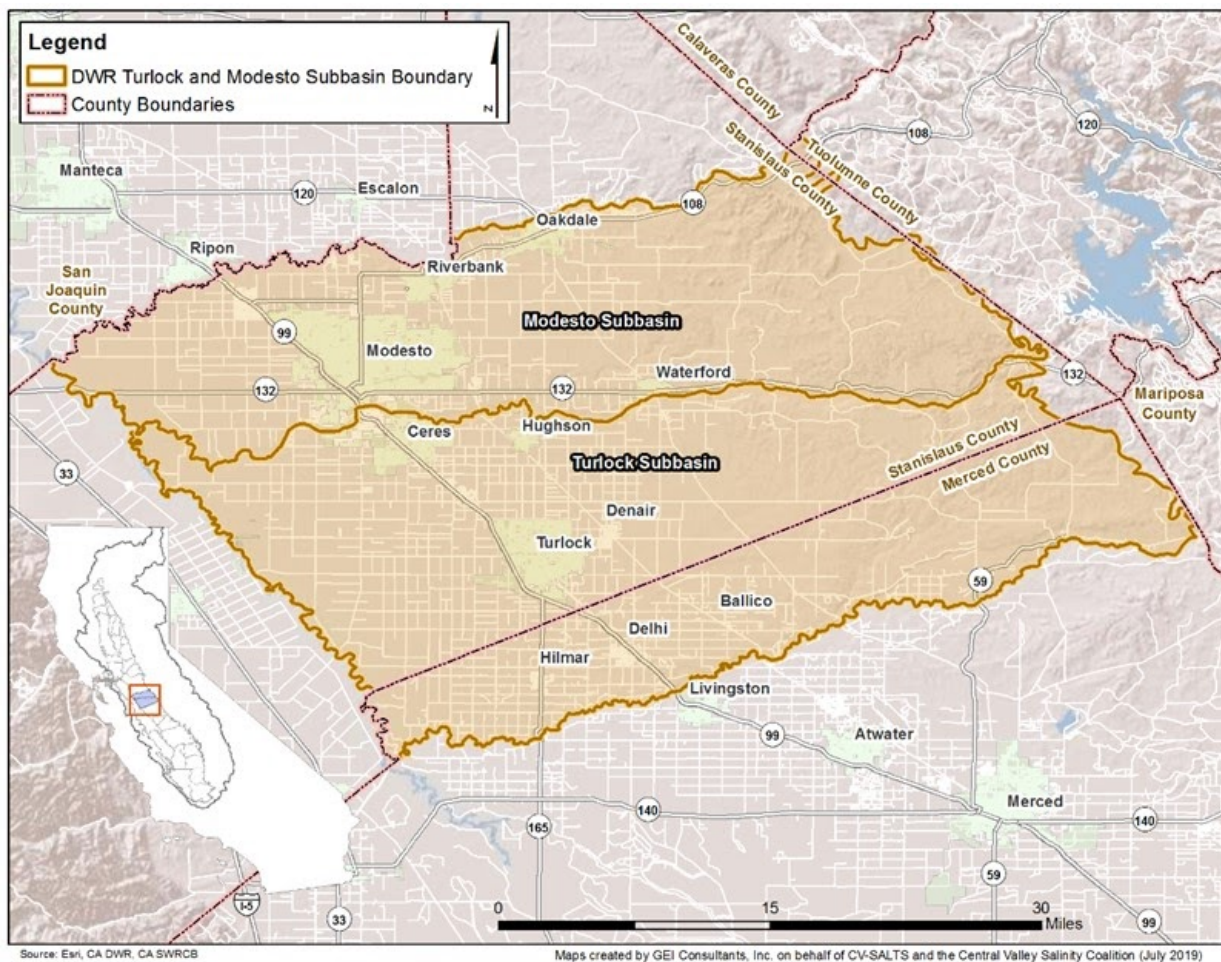 Legend
DWR Turlock and Modesto Subbasin Boundary
County Boundaries
N
Calaveras County
Stanislaus County
Tuolumne County
108
120
Manteca
120
Escalon
108
Oakdale
Ripon
Riverbank
San
Joaquin
County
99
Modesto Subbasin
Modesto
132
132
Waterford
132
Mariposa
County
Ceres
Hughson
33
Turlock Subbasin
Stanislaus County
Merced County
Denair
Turlock
59
Ballico
Delhi
Hilmar
Livingston
99
Atwater
Merced
140
140
165
59
I-5
33
99
0
15
30
Miles
Source: Esri, CA DWR, CA SWRCB
Maps created by GEI Consultants, Inc. on behalf of CV-SALTS and the Central Valley Salinity Coalition (July 2019)